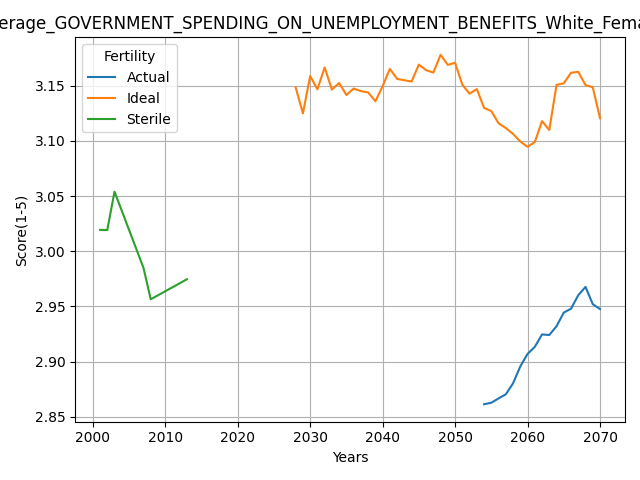 erage_GOVERNMENT_SPENDING_ON_UNEMPLOYMENT_BENEFITS_White_Fema
Fertility
Actual
Ideal
Sterile
Score(1-5)
3.15
3.10
3.05
3.00
2.95
2.90
2.85
2000 2010 2020 2030 2040 2050 2060 2070
Years